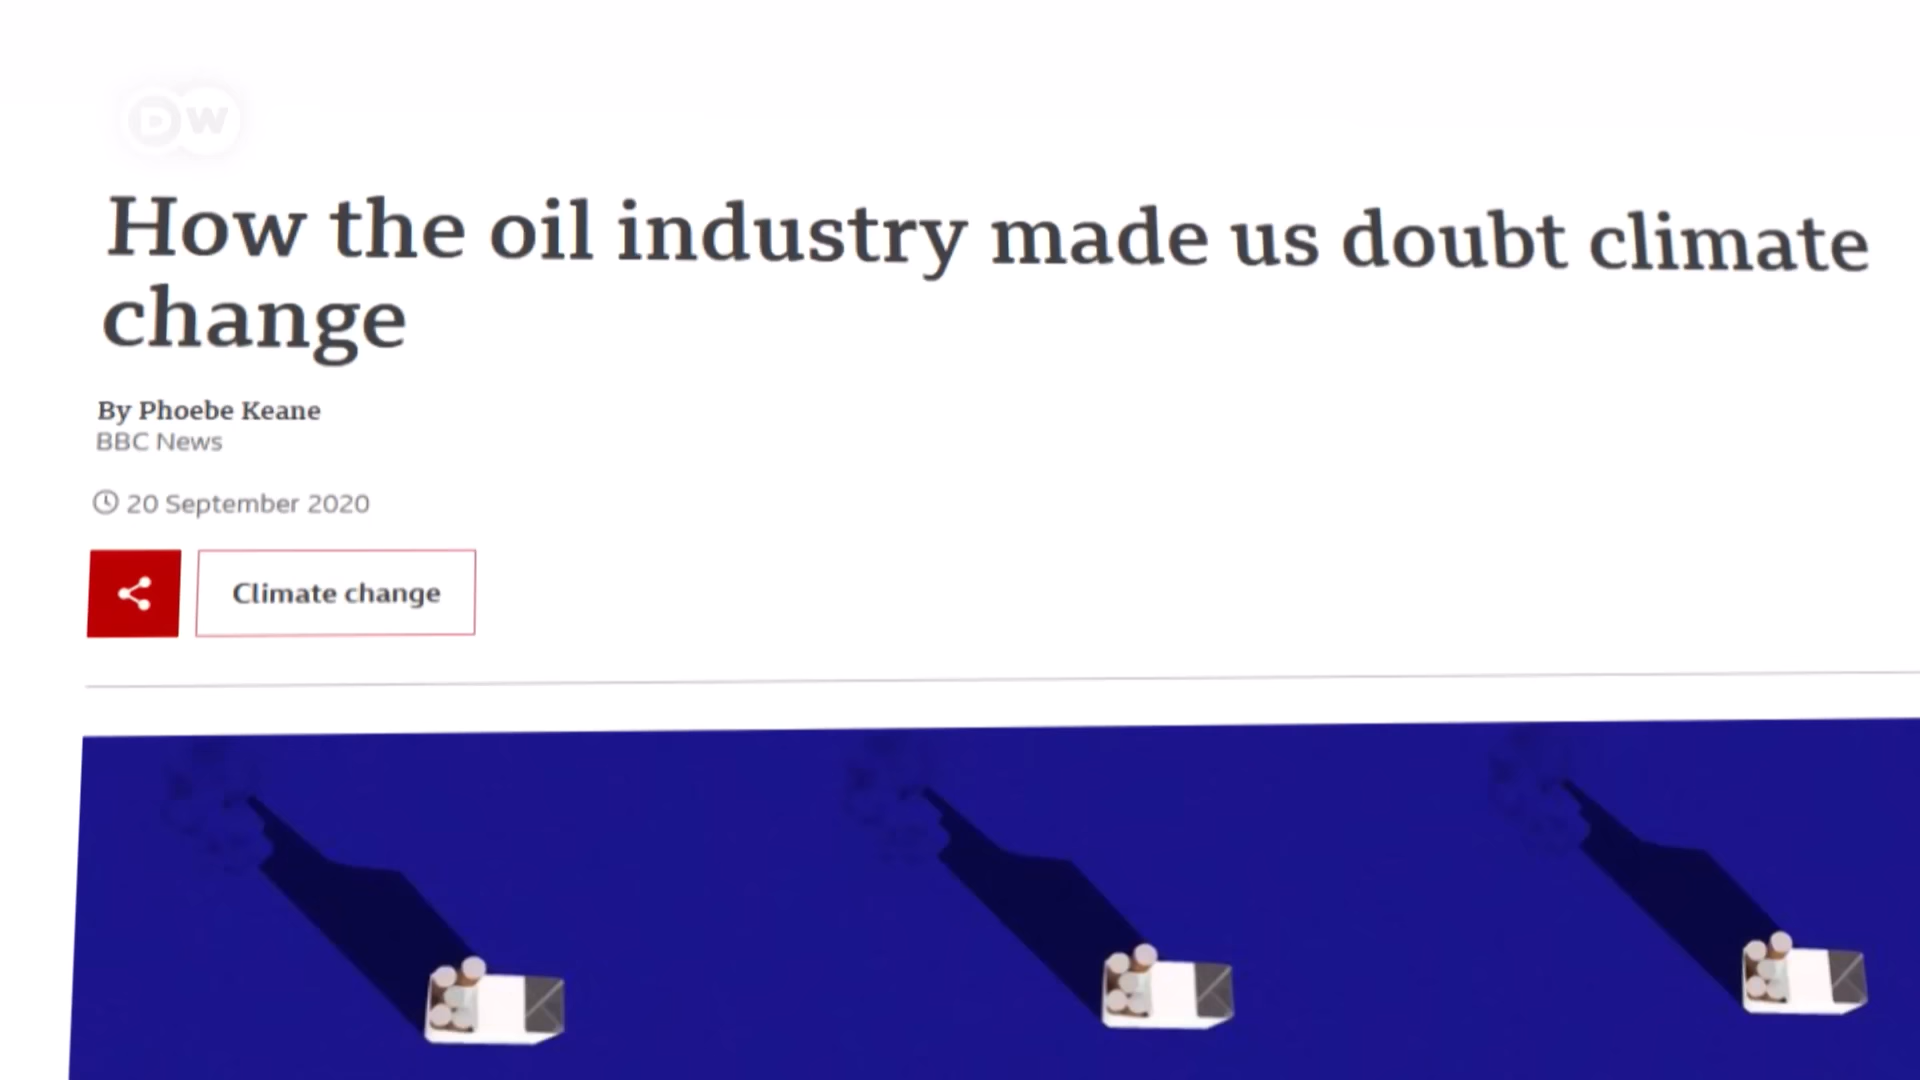 DW
How the oil industry made us doubt climate
change
By Phoebe Keane
BBC News
20 September 2020
Climate change